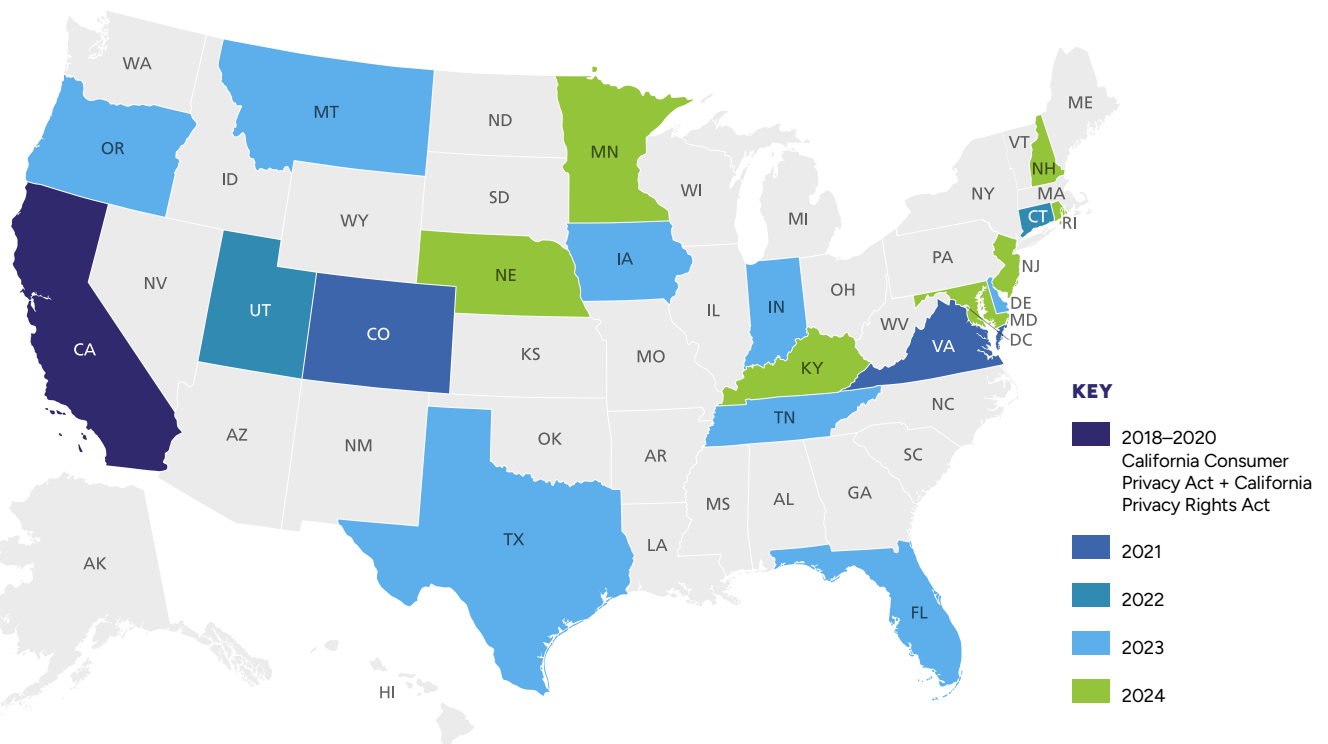 WA
MT
ND
MN
OR
ID
SD
WI
MI
ME
VT
NH
NY
MA
CT
RI
WY
NE
IA
PA
NJ
NV
UT
CO
IL
IN
OH
DE
MD
DC
WV
VA
CA
KS
MO
KY
TN
NC
AZ
NM
OK
AR
SC
MS
AL
GA
TX
LA
FL
AK
HI
KEY
2018–2020
California Consumer
Privacy Act + California
Privacy Rights Act
2021
2022
2023
2024